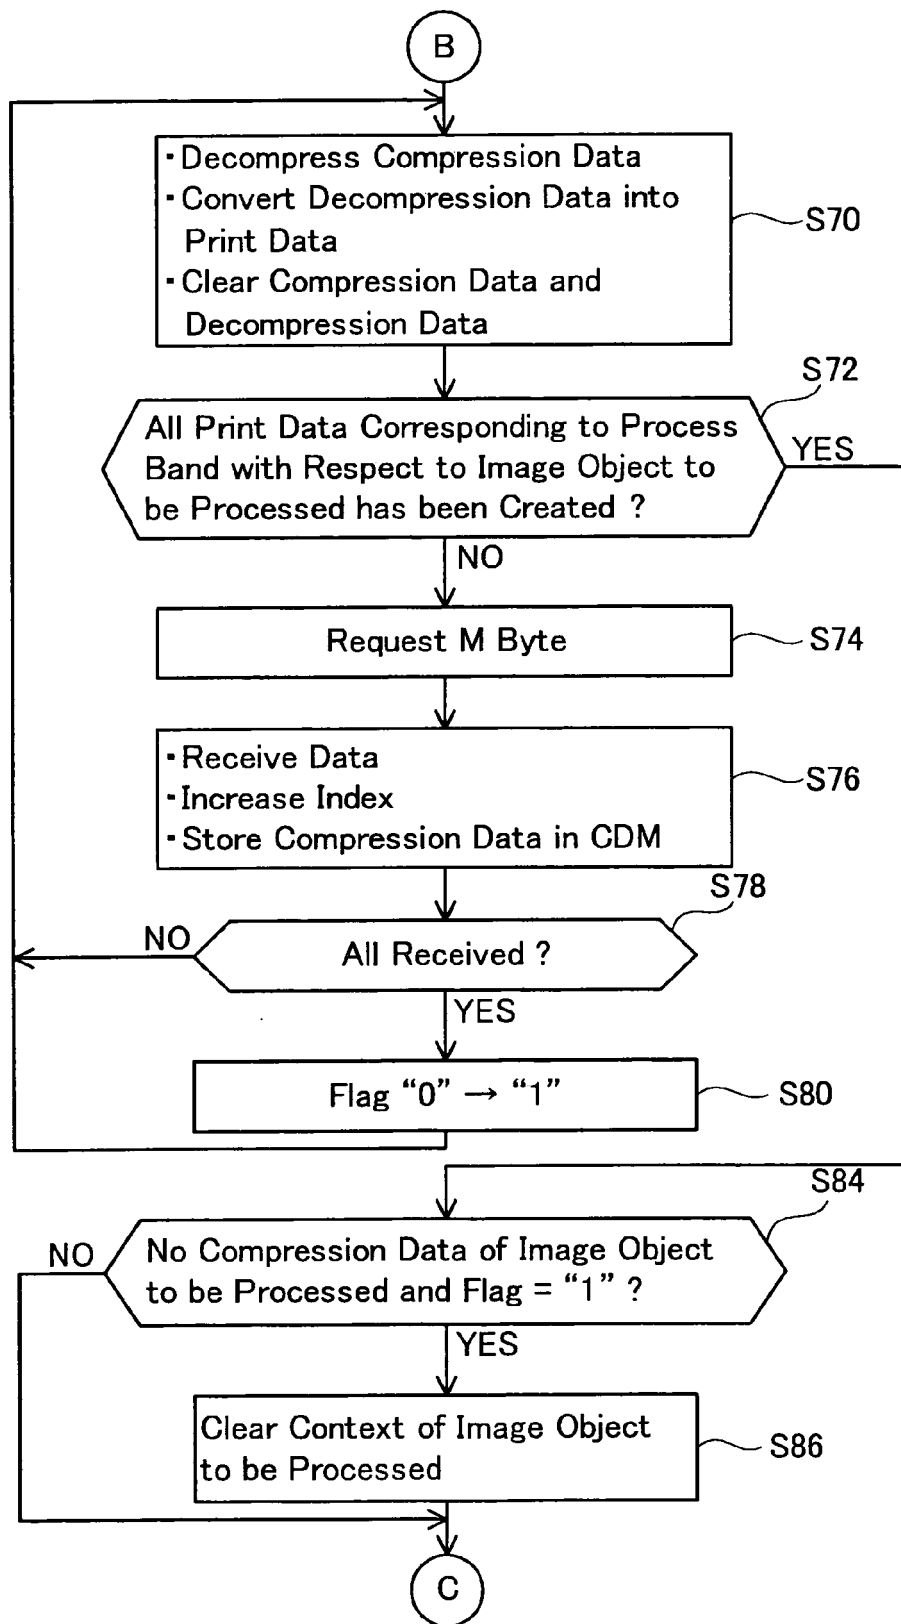 B
・Decompress Compression Data
・Convert Decompression Data into
Print Data
・Clear Compression Data and
Decompression Data
S70
S72
All Print Data Corresponding to Process
Band with Respect to Image Object to
be Processed has been Created ?
YES
NO
Request M Byte
S74
・Receive Data
・Increase Index
・Store Compression Data in CDM
S76
S78
NO
All Received ?
YES
Flag “0” → “1”
S80
S84
NO
No Compression Data of Image Object
to be Processed and Flag = “1” ?
YES
Clear Context of Image Object
to be Processed
S86
C